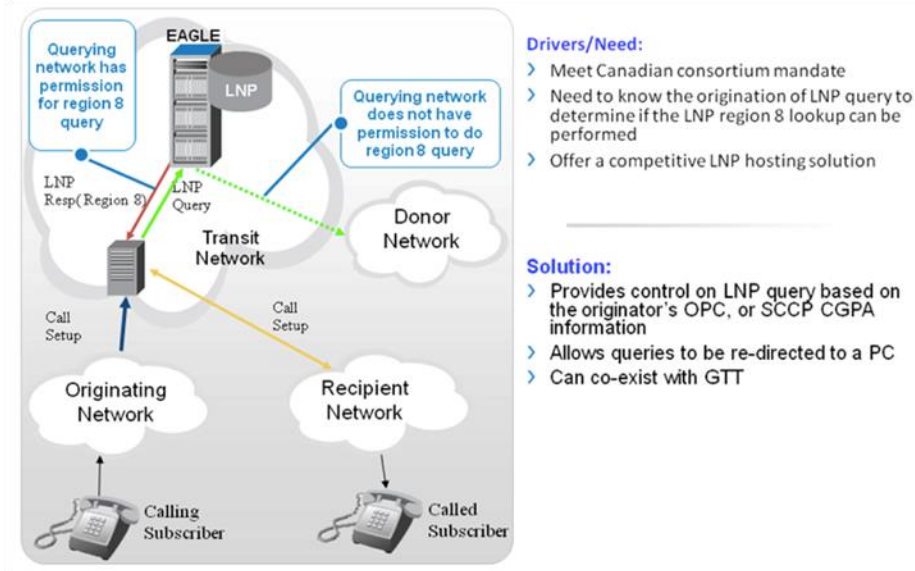 EAGLE
Querying
network has
permission
for region 8
query
LNP
Querying network
does not have
permission to do
region 8 query
LNP
Resp(Region 8)
LNP
Query
Transit
Network
Donor
Network
Call
Setup
Call
Setup
Originating
Network
Recipient
Network
Calling
Subscriber
Called
Subscriber
Drivers/Need:
› Meet Canadian consortium mandate
› Need to know the origination of LNP query to
determine if the LNP region 8 lookup can be
performed
› Offer a competitive LNP hosting solution
Solution:
› Provides control on LNP query based on
the originator's OPC, or SCCP CGPA
information
› Allows queries to be re-directed to a PC
› Can co-exist with GTT